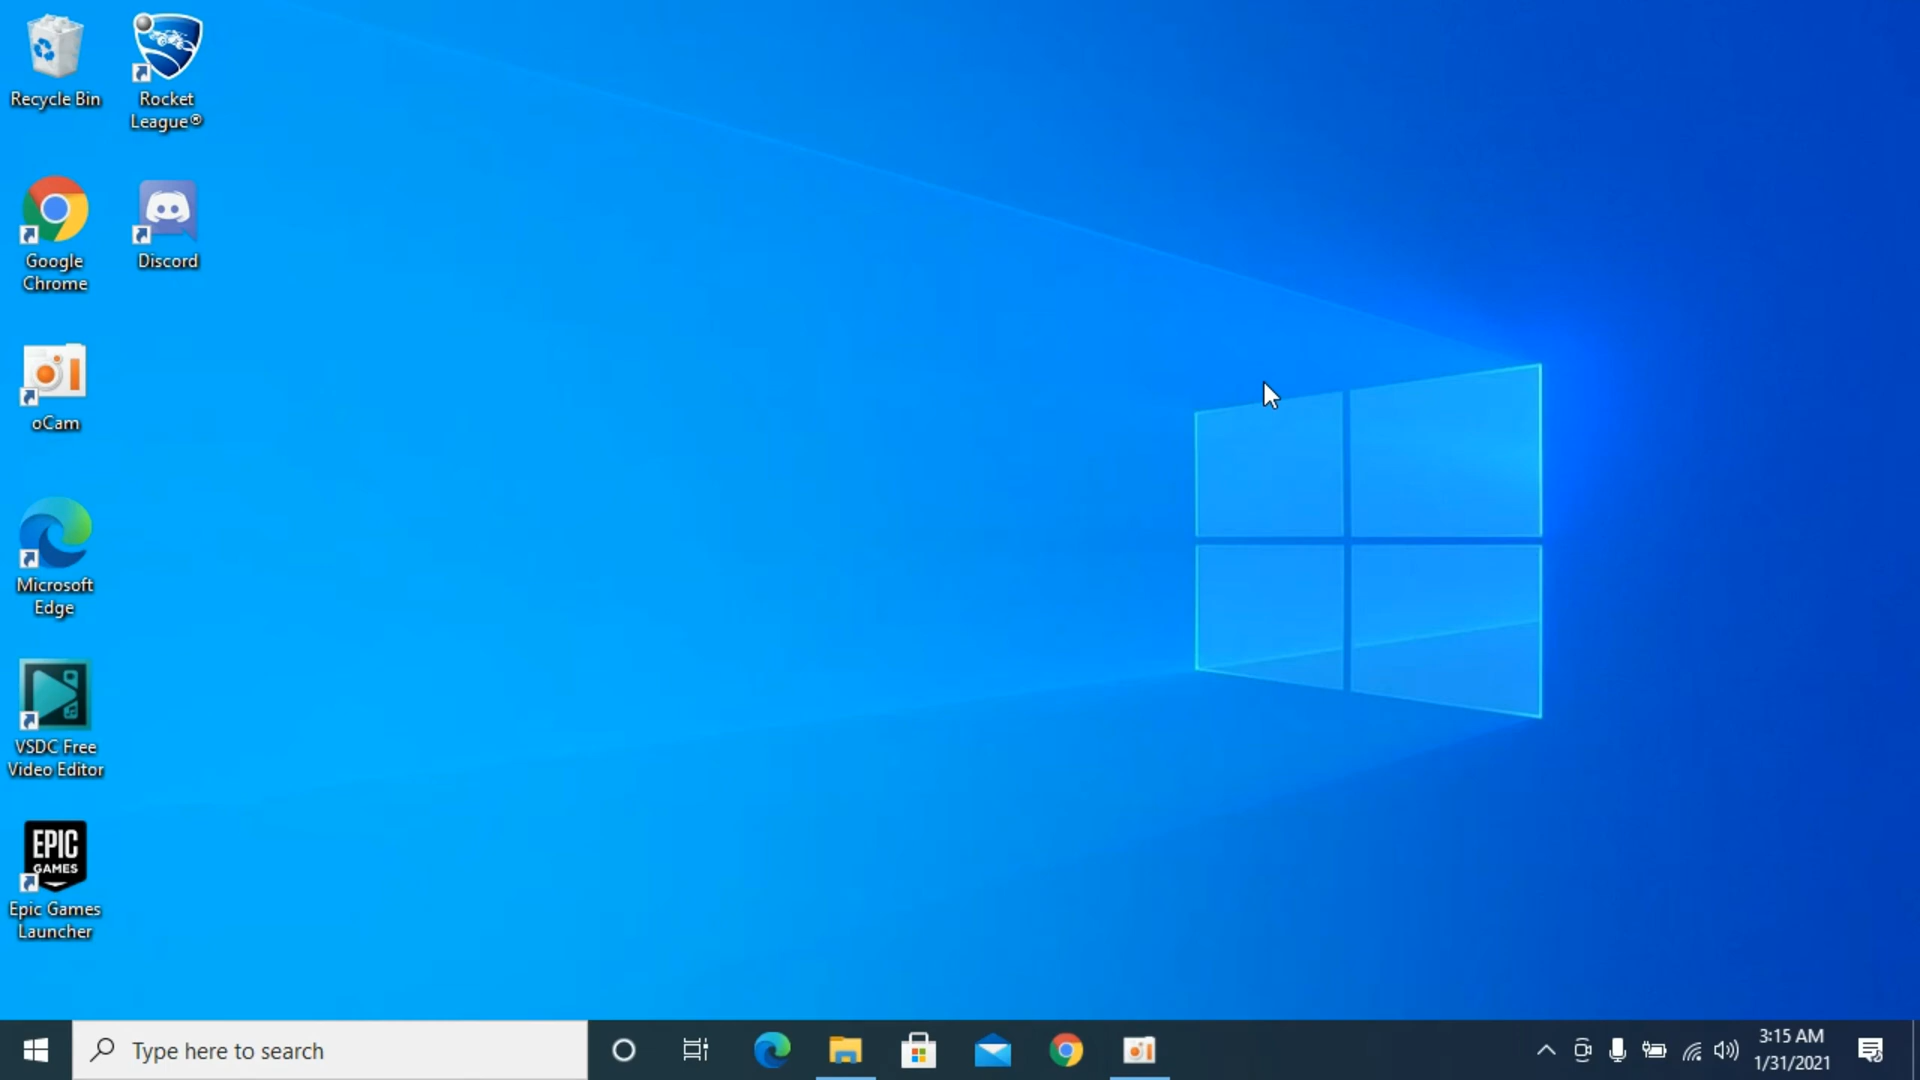 Recycle Bin
Rocket
League®
Google
Chrome
Discord
oCam
Microsoft
Edge
VSDC Free
Video Editor
EPIC
GAMES
Epic Games
Launcher
Type here to search
3:15 AM
1/31/2021